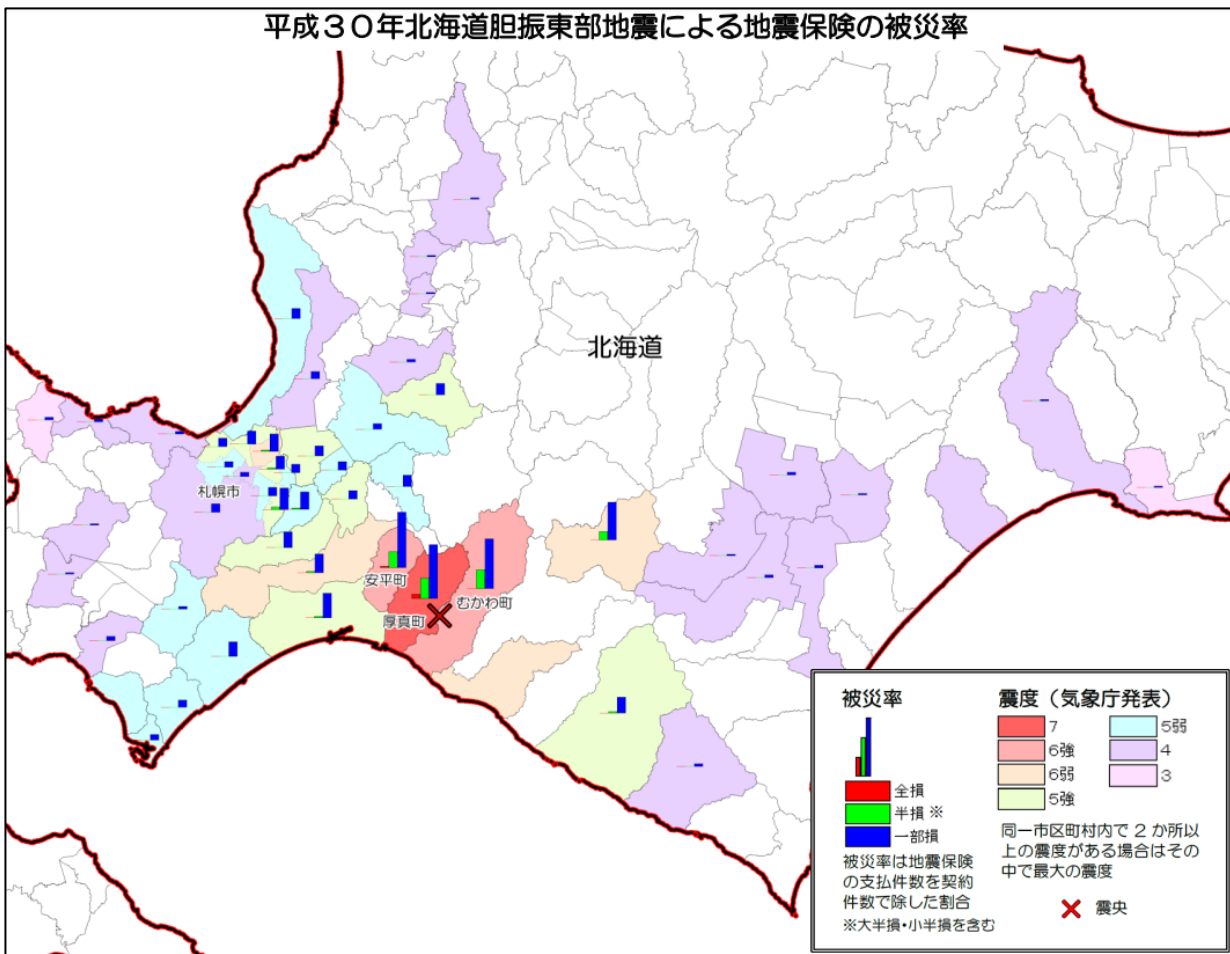 平成３０年北海道胆振東部地震による地震保険の被災率
北海道
札幌市
安平町
むかわ町
厚真町
被災率
全損
半損 ※
一部損
被災率は地震保険
の支払件数を契約
件数で除した割合
※大半損・小半損を含む
震度（気象庁発表）
7
6強
6弱
5強
5弱
4
3
同一市区町村内で 2 か所以
上の震度がある場合はその
中で最大の震度
震央